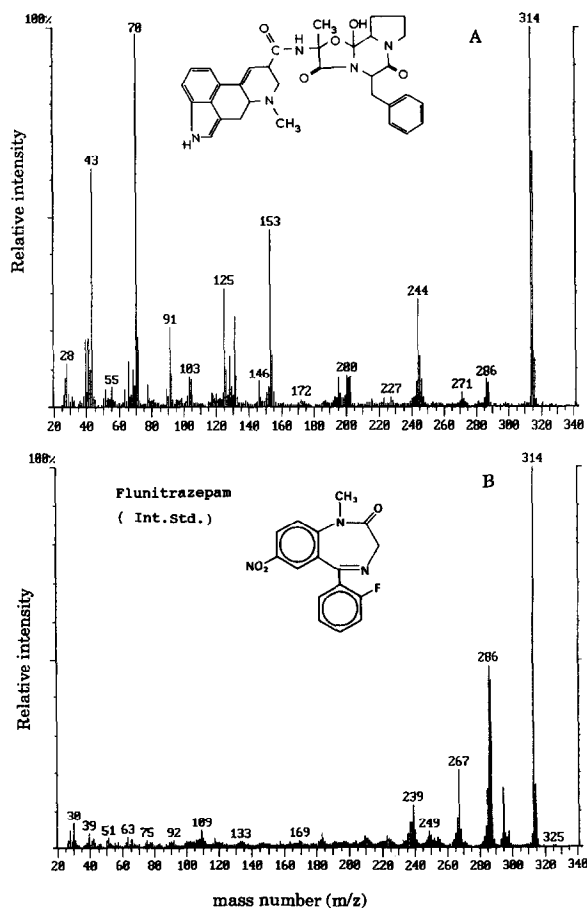 100%
A
314
78
43
153
125
244
91
28
55
103
146
172
200
227
271
286
Relative intensity
20 40 60 80 100 120 140 160 180 200 220 240 260 280 300 320 340
CH₃
OH
O
C—NH
O
N
O
N
O
N
CH₃
N
H
100%
B
314
Flunitrazepam
( Int.Std.)
CH₃
N
O
NO₂
N
F
286
267
239
249
30
39
51
63
75
92
109
133
169
325
Relative intensity
20 40 60 80 100 120 140 160 180 200 220 240 260 280 300 320 340
mass number (m/z)